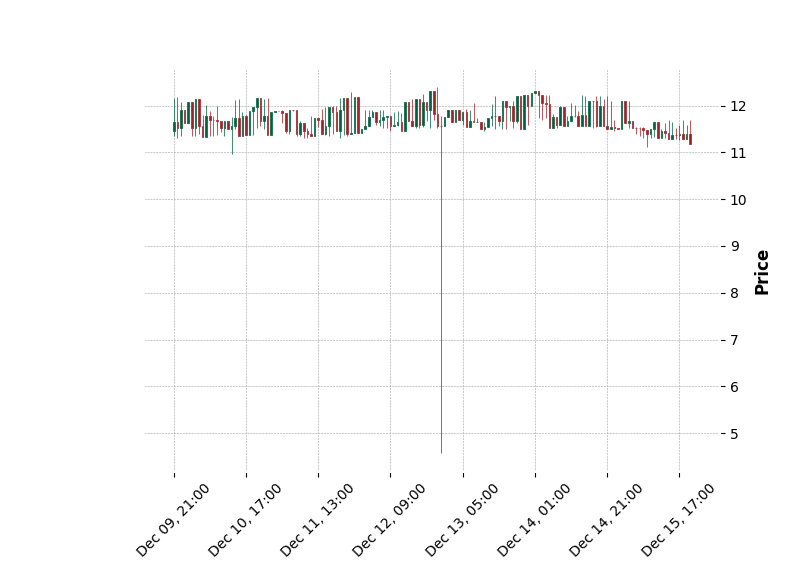 12
11
10
9
8
7
6
5
Price
Dec 09, 21:00
Dec 10, 17:00
Dec 11, 13:00
Dec 12, 09:00
Dec 13, 05:00
Dec 14, 01:00
Dec 14, 21:00
Dec 15, 17:00